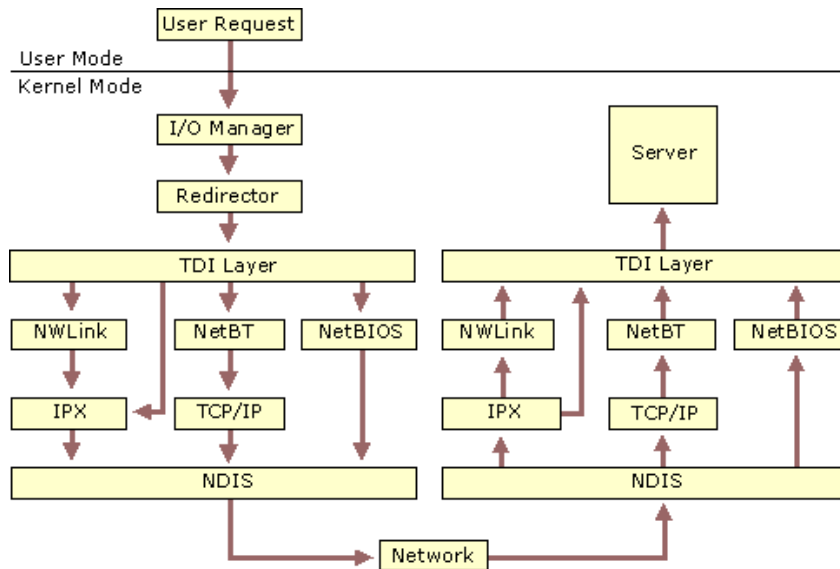 User Request
User Mode
Kernel Mode
I/O Manager
Server
Redirector
TDI Layer
TDI Layer
NWLink
NetBT
NetBIOS
NWLink
NetBT
NetBIOS
IPX
TCP/IP
IPX
TCP/IP
NDIS
NDIS
Network